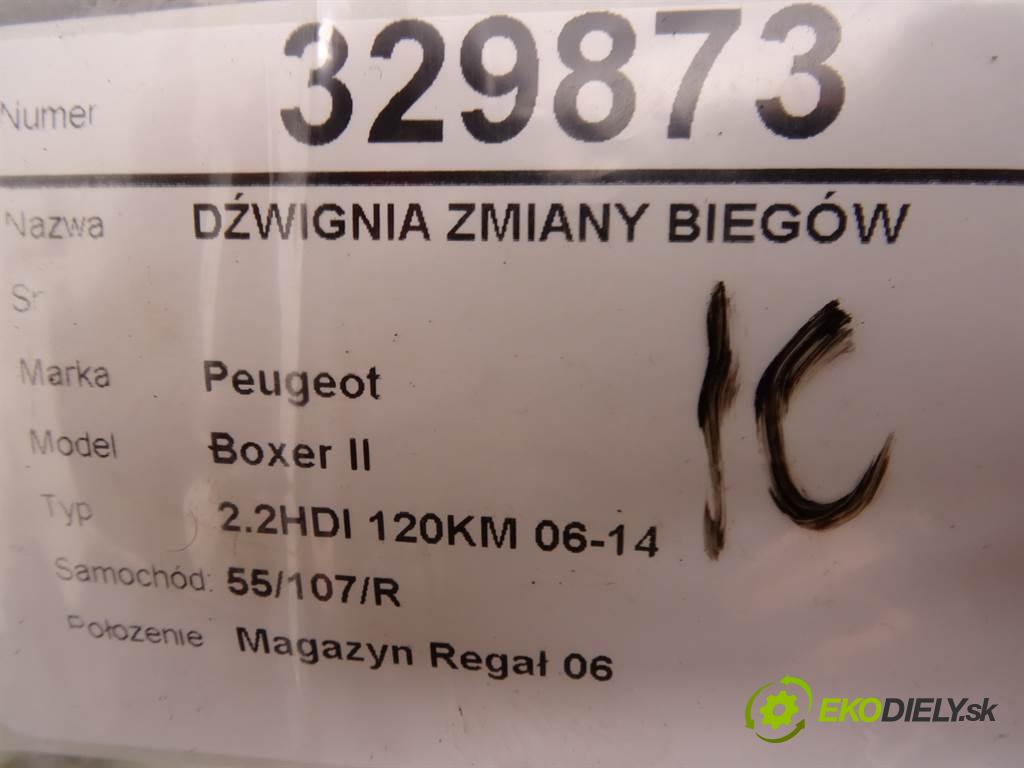 Numer 329873
Nazwa DŹWIGNIA ZMIANY BIEGÓW
Sr
1C
Marka Peugeot
Model Boxer II
Typ 2.2HDI 120KM 06-14
Samochód: 55/107/R
Położenie Magazyn Regał 06
EKODIELY.sk